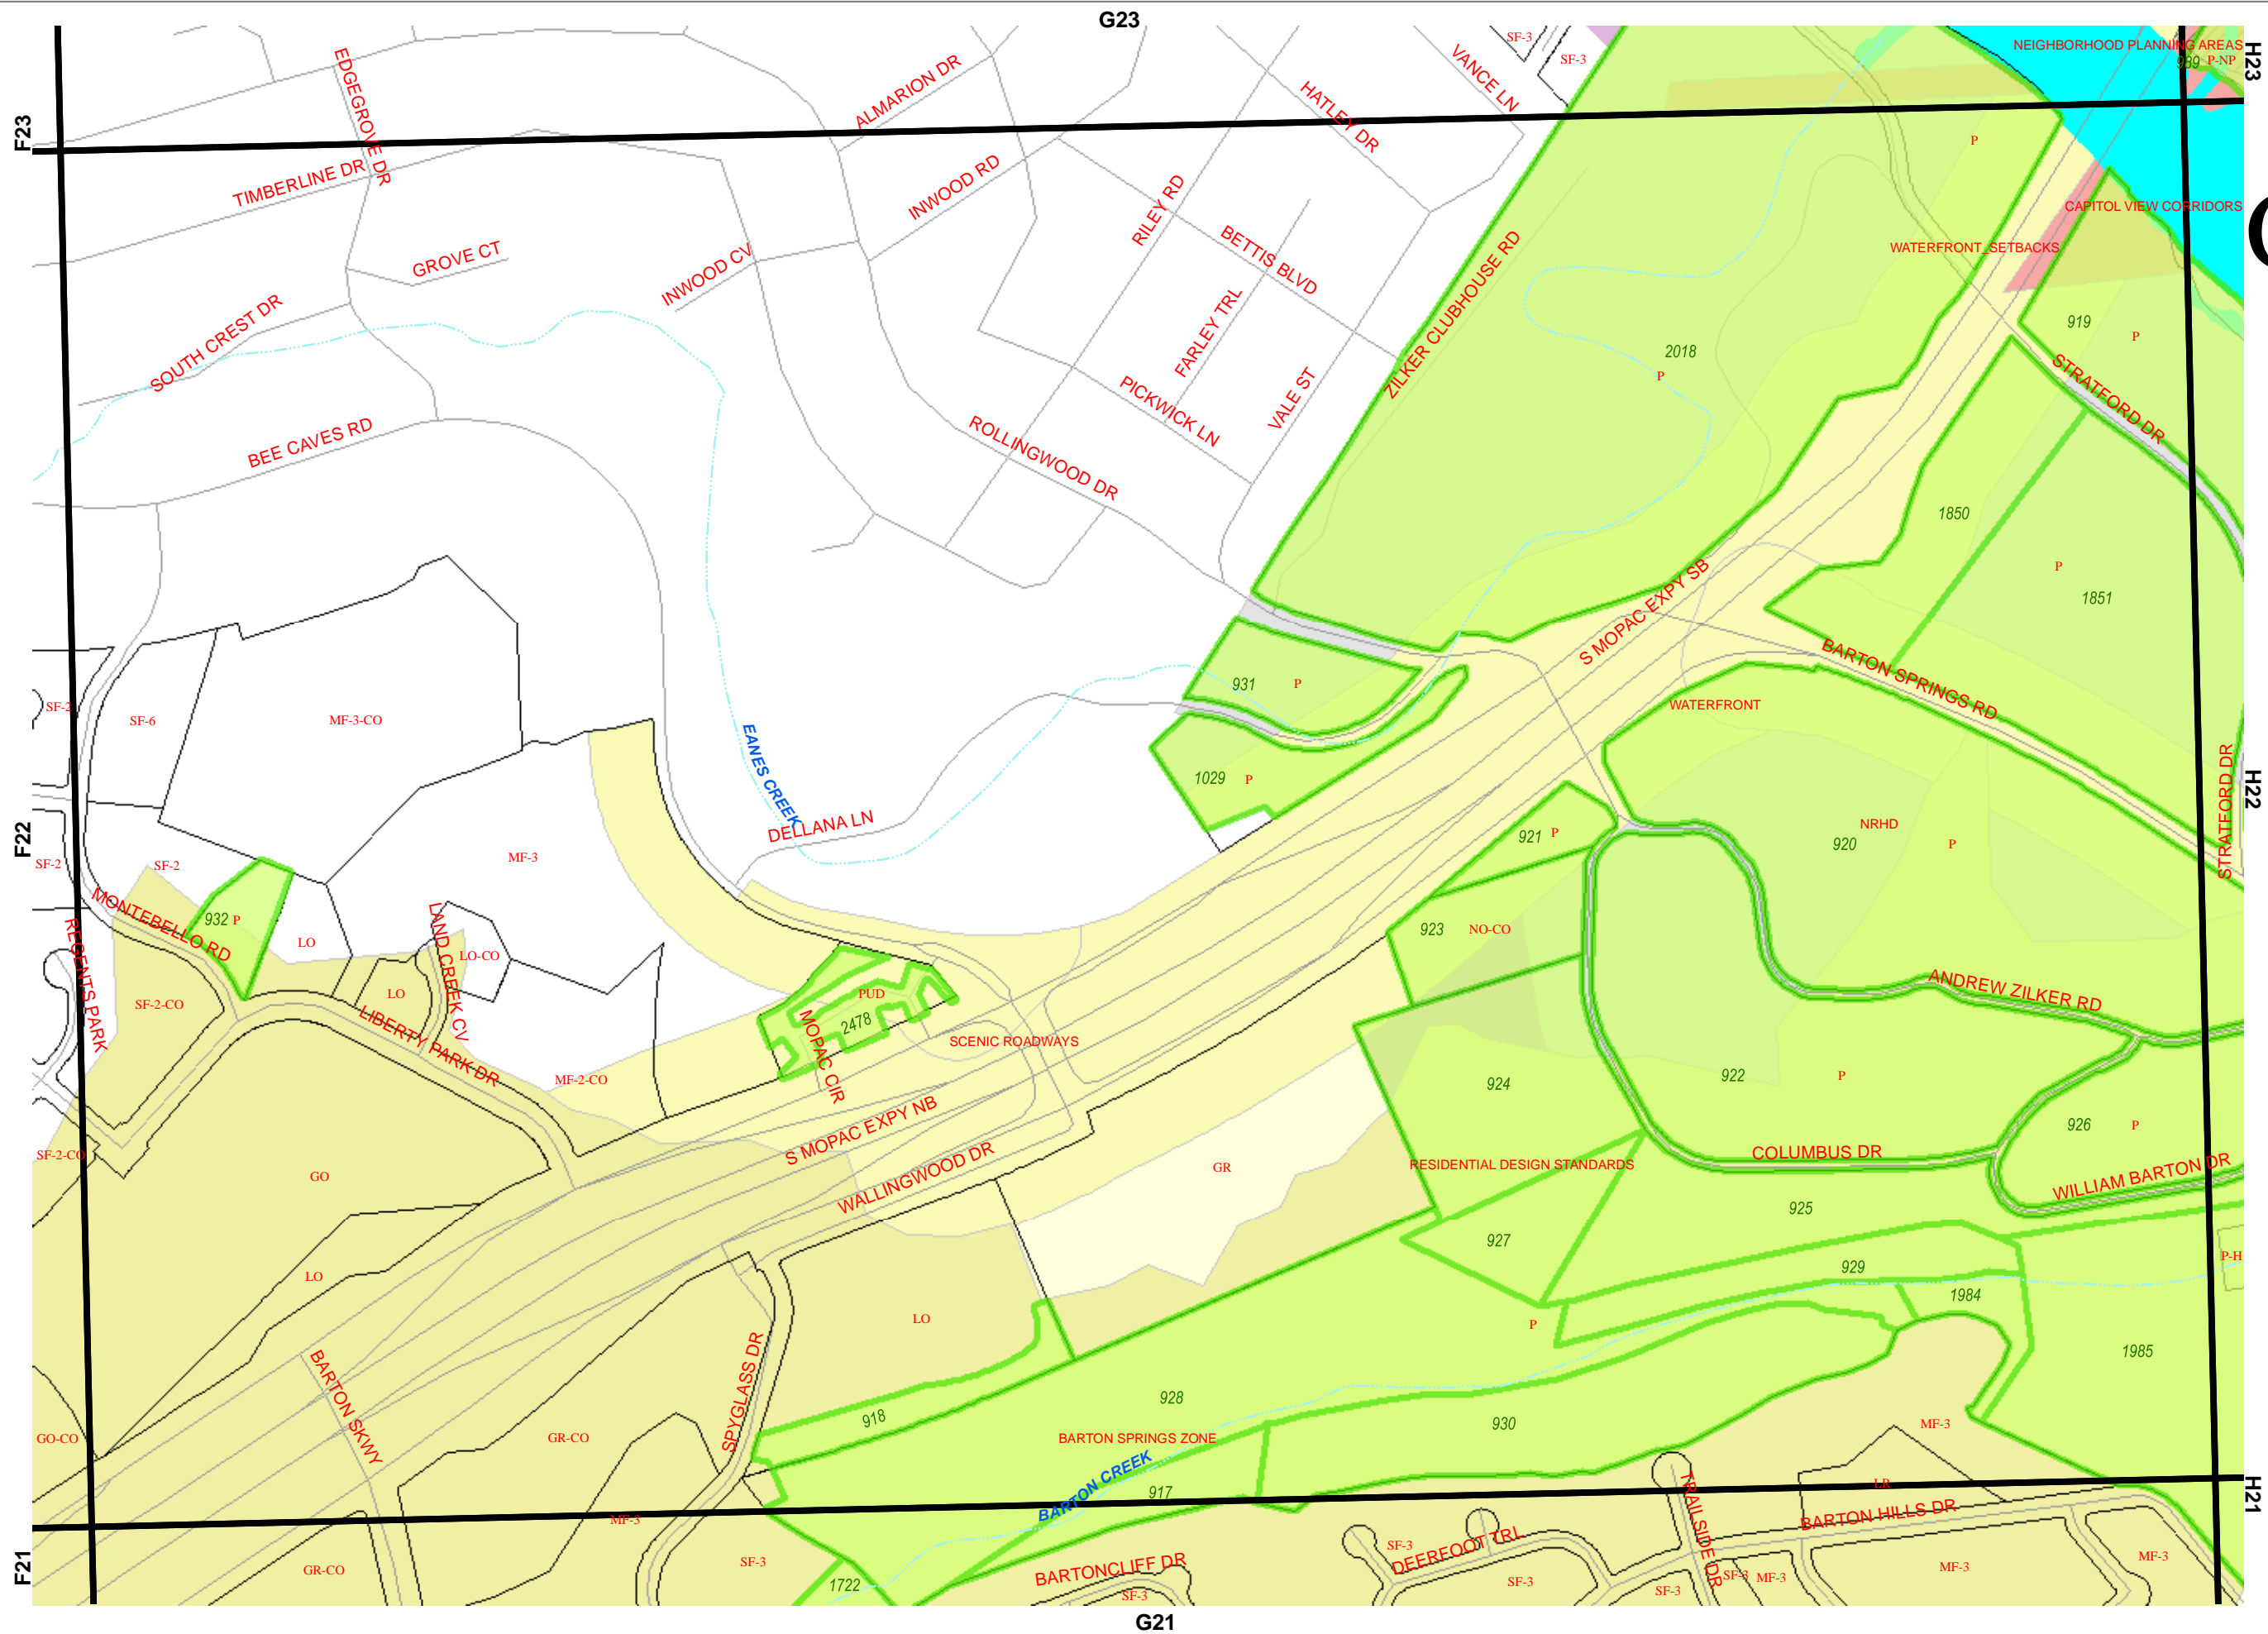 G23
SF-3
NEIGHBORHOOD PLANNING AREAS
H23
EDGEGROVE DR
ALMARION DR
VANCE LN
SF-3
989
P-NP
HATLEY DR
F23
P
TIMBERLINE DR
INWOOD RD
RILEY RD
CAPITOL VIEW CORRIDORS
GROVE CT
INWOOD CV
BETTIS BLVD
ZILKER CLUBHOUSE RD
WATERFRONT_SETBACKS
SOUTH CREST DR
FARLEY TRL
919
P
2018
P
STRATFORD DR
PICKWICK LN
VALE ST
BEE CAVES RD
ROLLINGWOOD DR
1850
P
1851
S MOPAC EXPY SB
BARTON SPRINGS RD
931
P
SF-2
SF-6
MF-3-CO
WATERFRONT
EANES CREEK
1029
P
STRATFORD DR
H22
DELLANA LN
921
P
NRHD
920
P
F22
SF-2
SF-2
MF-3
MONTEBELLO RD
932
P
LO
LAND CREEK CV
LO-CO
923
NO-CO
REGENTS PARK
SF-2-CO
LO
PUD
2478
ANDREW ZILKER RD
LIBERTY PARK DR
MOPAC CIR
SCENIC ROADWAYS
MF-2-CO
924
922
P
S MOPAC EXPY NB
926
P
SF-2-CO
GO
WALLINGWOOD DR
GR
RESIDENTIAL DESIGN STANDARDS
COLUMBUS DR
WILLIAM BARTON DR
925
927
P-H
929
LO
LO
1984
P
1985
BARTON SKWY
SPYGLASS DR
928
918
930
MF-3
GO-CO
GR-CO
BARTON SPRINGS ZONE
BARTON CREEK
917
LR
H21
MF-3
TRAILSIDE DR
BARTON HILLS DR
F21
GR-CO
SF-3
1722
BARTONCLIFF DR
SF-3
SF-3
DEERFOOT TRL
SF-3
SF-3
SF-3
MF-3
MF-3
MF-3
G21